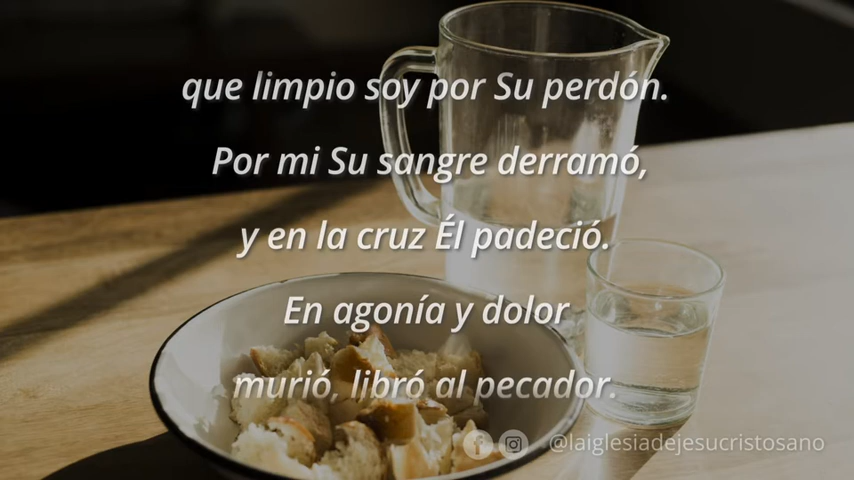 que limpio soy por Su perdón.
Por mi Su sangre derramó,
y en la cruz Él padeció.
En agonía y dolor
murió, libró al pecador.
@laiglesiadejesucristosano